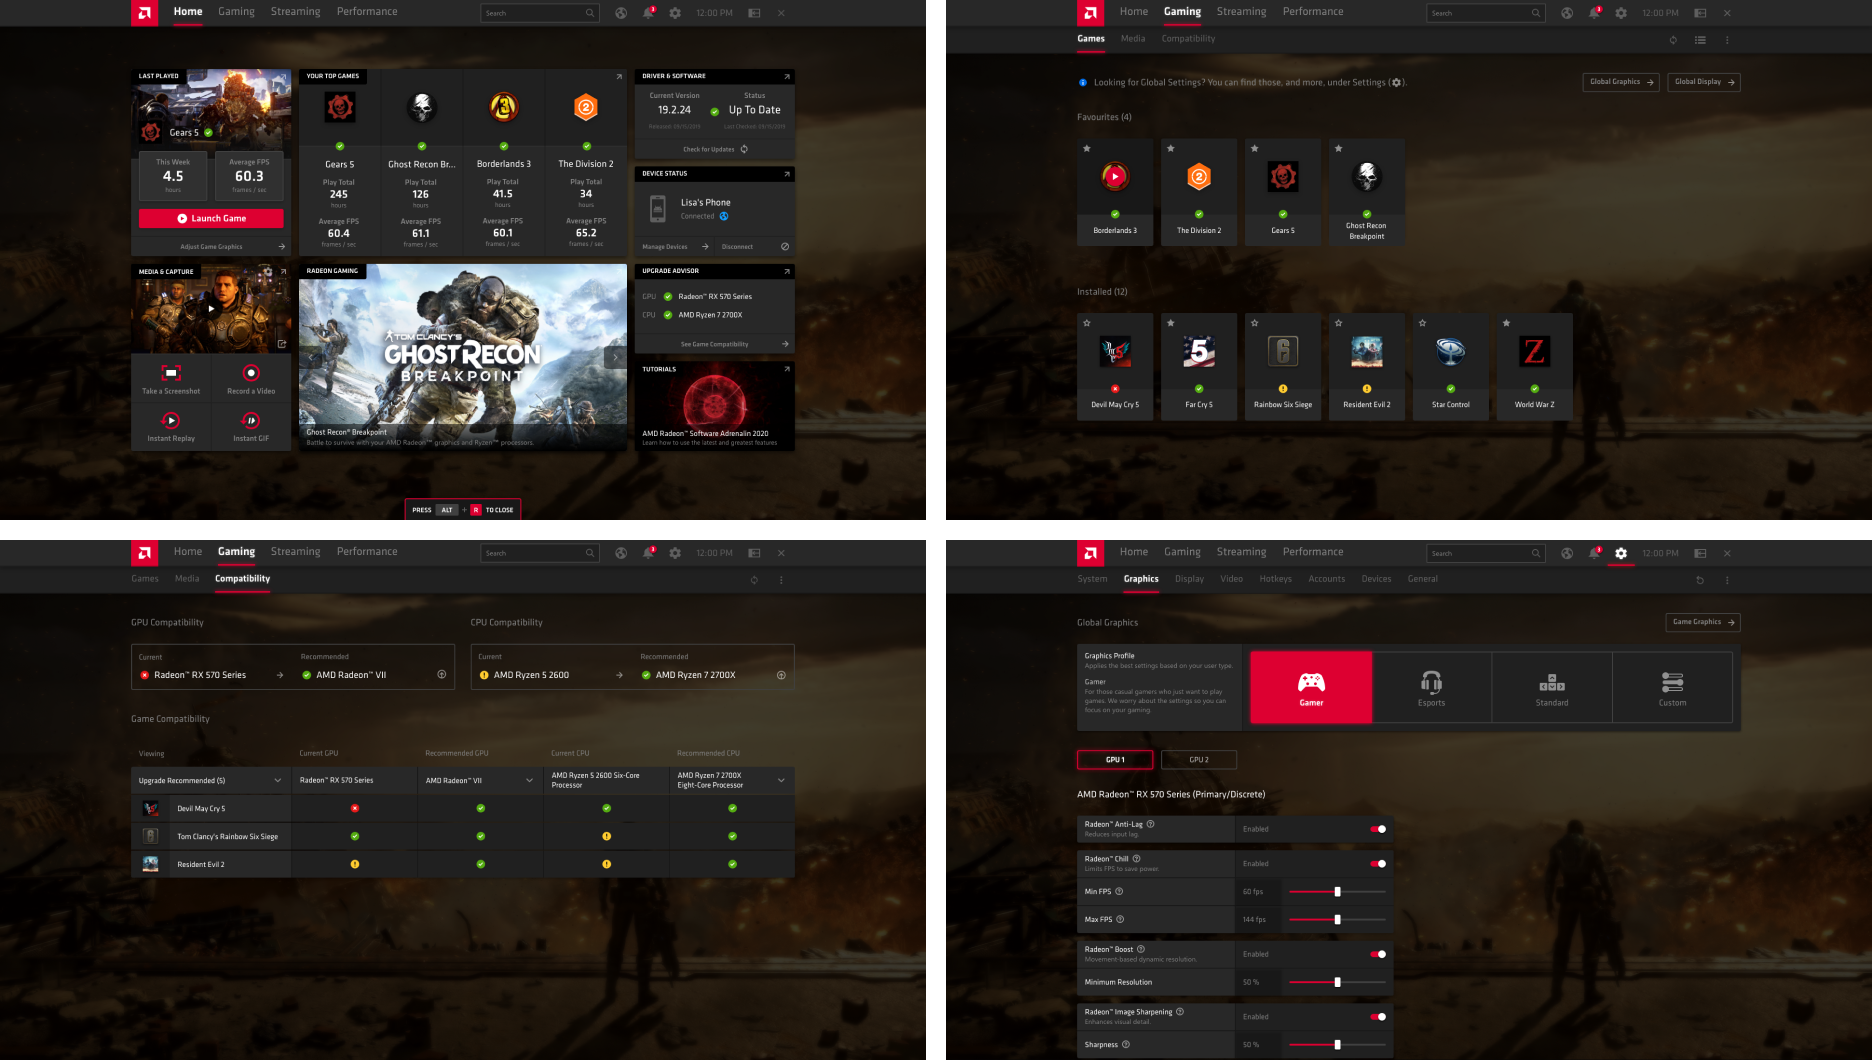 Home Gaming Streaming Performance Search 3 12:00 PM
LAST PLAYED
Gears 5
This Week Average FPS
4.5 60.3
hours frames / sec
Launch Game
Adjust Game Graphics
YOUR TOP GAMES
Gears 5 Ghost Recon Br... Borderlands 3 The Division 2
Play Total Play Total Play Total Play Total
245 126 41.5 34
hours hours hours hours
Average FPS Average FPS Average FPS Average FPS
60.4 61.1 60.1 65.2
frames / sec frames / sec frames / sec frames / sec
DRIVER & SOFTWARE
Current Version Status
19.2.24 Up To Date
Released: 09/15/2019 Last Checked: 09/15/2019
Check for Updates
DEVICE STATUS
Lisa's Phone
Connected
Manage Devices Disconnect
MEDIA & CAPTURE
Take a Screenshot Record a Video
Instant Replay Instant GIF
RADEON GAMING
TOM CLANCY'S
GHOST RECON
BREAKPOINT
Ghost Recon® Breakpoint
Battle to survive with your AMD Radeon™ graphics and Ryzen™ processors.
UPGRADE ADVISOR
GPU Radeon™ RX 570 Series
CPU AMD Ryzen 7 2700X
See Game Compatibility
TUTORIALS
AMD Radeon™ Software Adrenalin 2020
Learn how to use the latest and greatest features
PRESS ALT + R TO CLOSE
Home Gaming Streaming Performance Search 3 12:00 PM
Games Media Compatibility
Looking for Global Settings? You can find those, and more, under Settings ( ).
Global Graphics Global Display
Favourites (4)
Borderlands 3 The Division 2 Gears 5 Ghost Recon
Breakpoint
Installed (12)
Devil May Cry 5 Far Cry 5 Rainbow Six Siege Resident Evil 2 Star Control World War Z
Home Gaming Streaming Performance Search 3 12:00 PM
Games Media Compatibility
GPU Compatibility CPU Compatibility
Current Recommended Current Recommended
Radeon™ RX 570 Series AMD Radeon™ VII AMD Ryzen 5 2600 AMD Ryzen 7 2700X
Game Compatibility
Viewing Current GPU Recommended GPU Current CPU Recommended CPU
Upgrade Recommended (5) Radeon™ RX 570 Series AMD Radeon™ VII AMD Ryzen 5 2600 Six-Core AMD Ryzen 7 2700X
Processor Eight-Core Processor
Devil May Cry 5
Tom Clancy's Rainbow Six Siege
Resident Evil 2
Home Gaming Streaming Performance Search 3 12:00 PM
System Graphics Display Video Hotkeys Accounts Devices General
Global Graphics Game Graphics
Graphics Profile
Applies the best settings based on your user type.
Gamer
For those casual gamers who just want to play
games. We worry about the settings so you can
focus on your gaming.
Gamer Esports Standard Custom
GPU 1 GPU 2
AMD Radeon™ RX 570 Series (Primary/Discrete)
Radeon™ Anti-Lag Enabled
Reduces input lag.
Radeon™ Chill Enabled
Limits FPS to save power.
Min FPS 60 fps
Max FPS 144 fps
Radeon™ Boost Enabled
Movement-based dynamic resolution.
Minimum Resolution 50 %
Radeon™ Image Sharpening Enabled
Enhances visual detail.
Sharpness 50 %